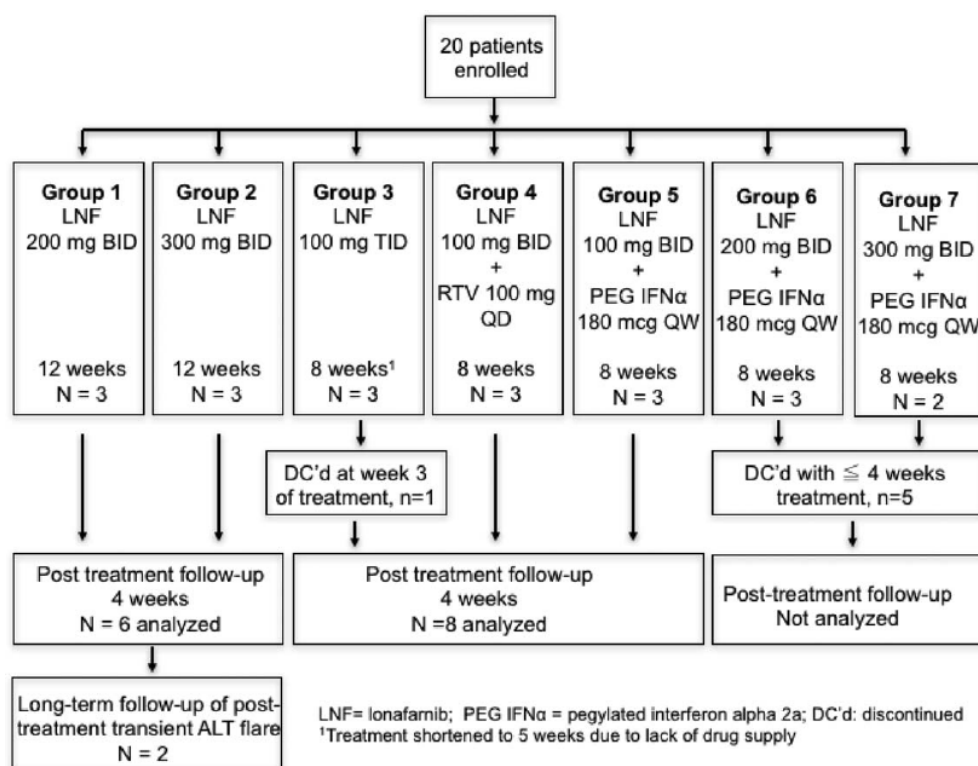 20 patients
enrolled
Group 1
LNF
200 mg BID
12 weeks
N = 3
Group 2
LNF
300 mg BID
12 weeks
N = 3
Group 3
LNF
100 mg TID
8 weeks¹
N = 3
Group 4
LNF
100 mg BID
+
RTV 100 mg
QD
8 weeks
N = 3
Group 5
LNF
100 mg BID
+
PEG IFNα
180 mcg QW
8 weeks
N = 3
Group 6
LNF
200 mg BID
+
PEG IFNα
180 mcg QW
8 weeks
N = 3
Group 7
LNF
300 mg BID
+
PEG IFNα
180 mcg QW
8 weeks
N = 2
DC'd at week 3
of treatment, n=1
DC'd with ≦ 4 weeks
treatment, n=5
Post treatment follow-up
4 weeks
N = 6 analyzed
Post treatment follow-up
4 weeks
N =8 analyzed
Post-treatment follow-up
Not analyzed
Long-term follow-up of post-
treatment transient ALT flare
N = 2
LNF= lonafarnib; PEG IFNα = pegylated interferon alpha 2a; DC'd: discontinued
¹Treatment shortened to 5 weeks due to lack of drug supply